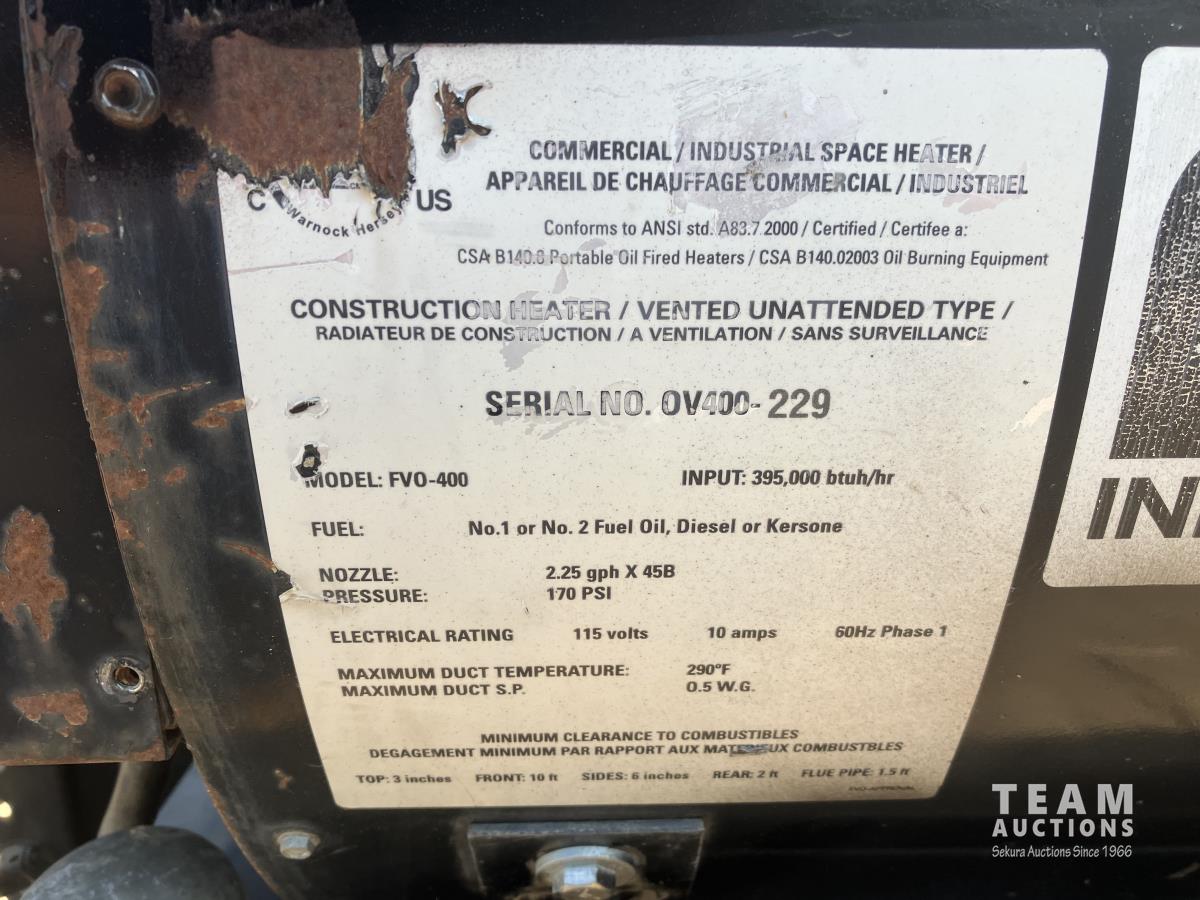 C US
Warnock Hersey
COMMERCIAL / INDUSTRIAL SPACE HEATER /
APPAREIL DE CHAUFFAGE COMMERCIAL / INDUSTRIEL
Conforms to ANSI std. A83.7.2000 / Certified / Certifee a:
CSA B140.8 Portable Oil Fired Heaters / CSA B140.02003 Oil Burning Equipment
CONSTRUCTION HEATER / VENTED UNATTENDED TYPE /
RADIATEUR DE CONSTRUCTION / A VENTILATION / SANS SURVEILLANCE
SERIAL NO. OV400-229
MODEL: FVO-400 INPUT: 395,000 btuh/hr
FUEL: No.1 or No. 2 Fuel Oil, Diesel or Kersone
NOZZLE: 2.25 gph X 45B
PRESSURE: 170 PSI
ELECTRICAL RATING 115 volts 10 amps 60Hz Phase 1
MAXIMUM DUCT TEMPERATURE: 290ºF
MAXIMUM DUCT S.P. 0.5 W.G.
MINIMUM CLEARANCE TO COMBUSTIBLES
DEGAGEMENT MINIMUM PAR RAPPORT AUX COMBUSTBLES
TOP: 3 inches FRONT: 10 ft SIDES: 6 inches REAR: 2 ft FLUE PIPE: 1.5 ft
FVO-APPROVAL
IN
TEAM
AUCTIONS
Sekura Auctions Since 1966